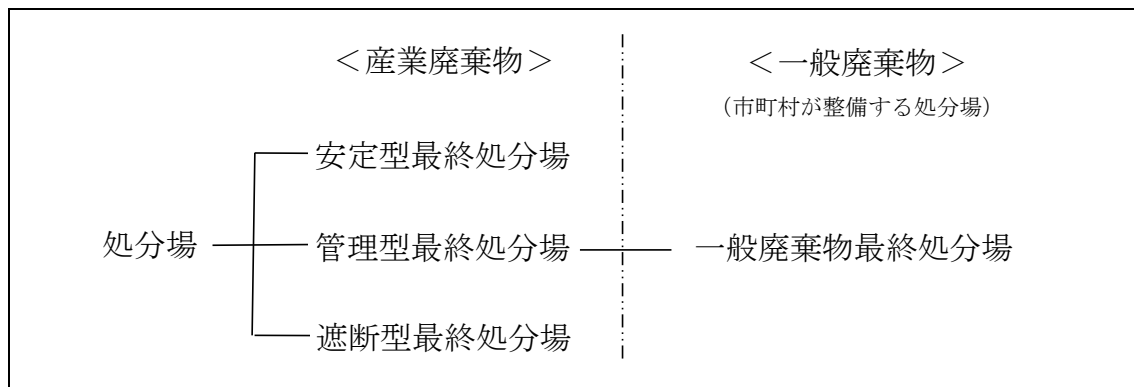 ＜産業廃棄物＞
＜一般廃棄物＞
（市町村が整備する処分場）
安定型最終処分場
処分場
管理型最終処分場
一般廃棄物最終処分場
遮断型最終処分場